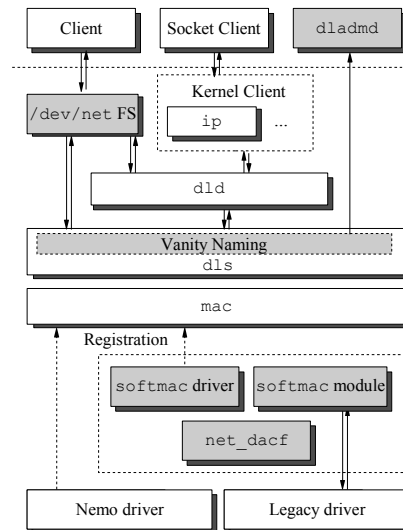 Client
Socket Client
dladmd
Kernel Client
/dev/net FS
ip
...
dld
Vanity Naming
dls
mac
Registration
softmac driver
softmac module
net_dacf
Nemo driver
Legacy driver